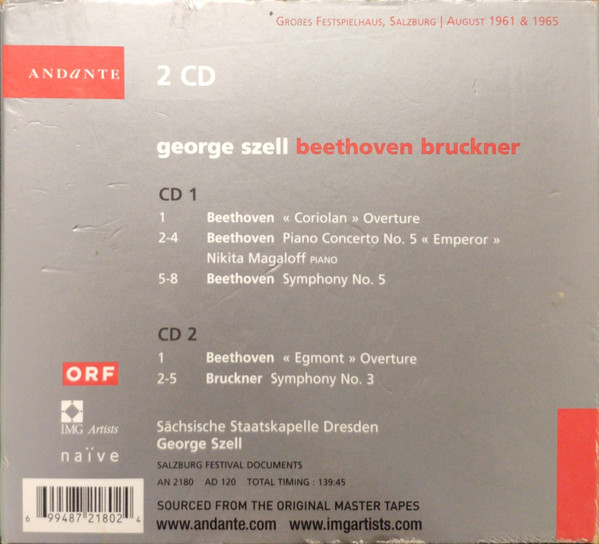 GROßES FESTSPIELHAUS, SALZBURG | AUGUST 1961 & 1965
ANDaNTE
2 CD
george szell beethoven bruckner
CD 1
1 Beethoven « Coriolan » Overture
2-4 Beethoven Piano Concerto No. 5 « Emperor »
Nikita Magaloff PIANO
5-8 Beethoven Symphony No. 5
CD 2
1 Beethoven « Egmont » Overture
2-5 Bruckner Symphony No. 3
ORF
IMG Artists
naïve
Sächsische Staatskapelle Dresden
George Szell
SALZBURG FESTIVAL DOCUMENTS
AN 2180 AD 120 TOTAL TIMING : 139:45
SOURCED FROM THE ORIGINAL MASTER TAPES
www.andante.com www.imgartists.com
6 99487 21802 4